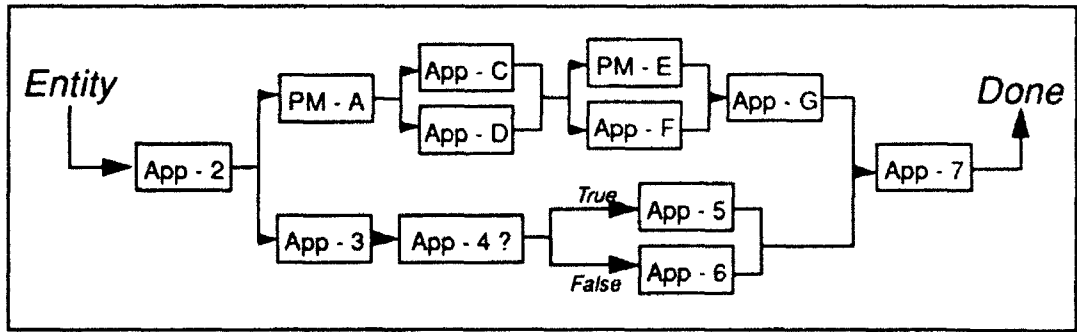 Entity
Done
App - 2
PM - A
App - C
App - D
PM - E
App - F
App - G
App - 3
App - 4 ?
True
False
App - 5
App - 6
App - 7